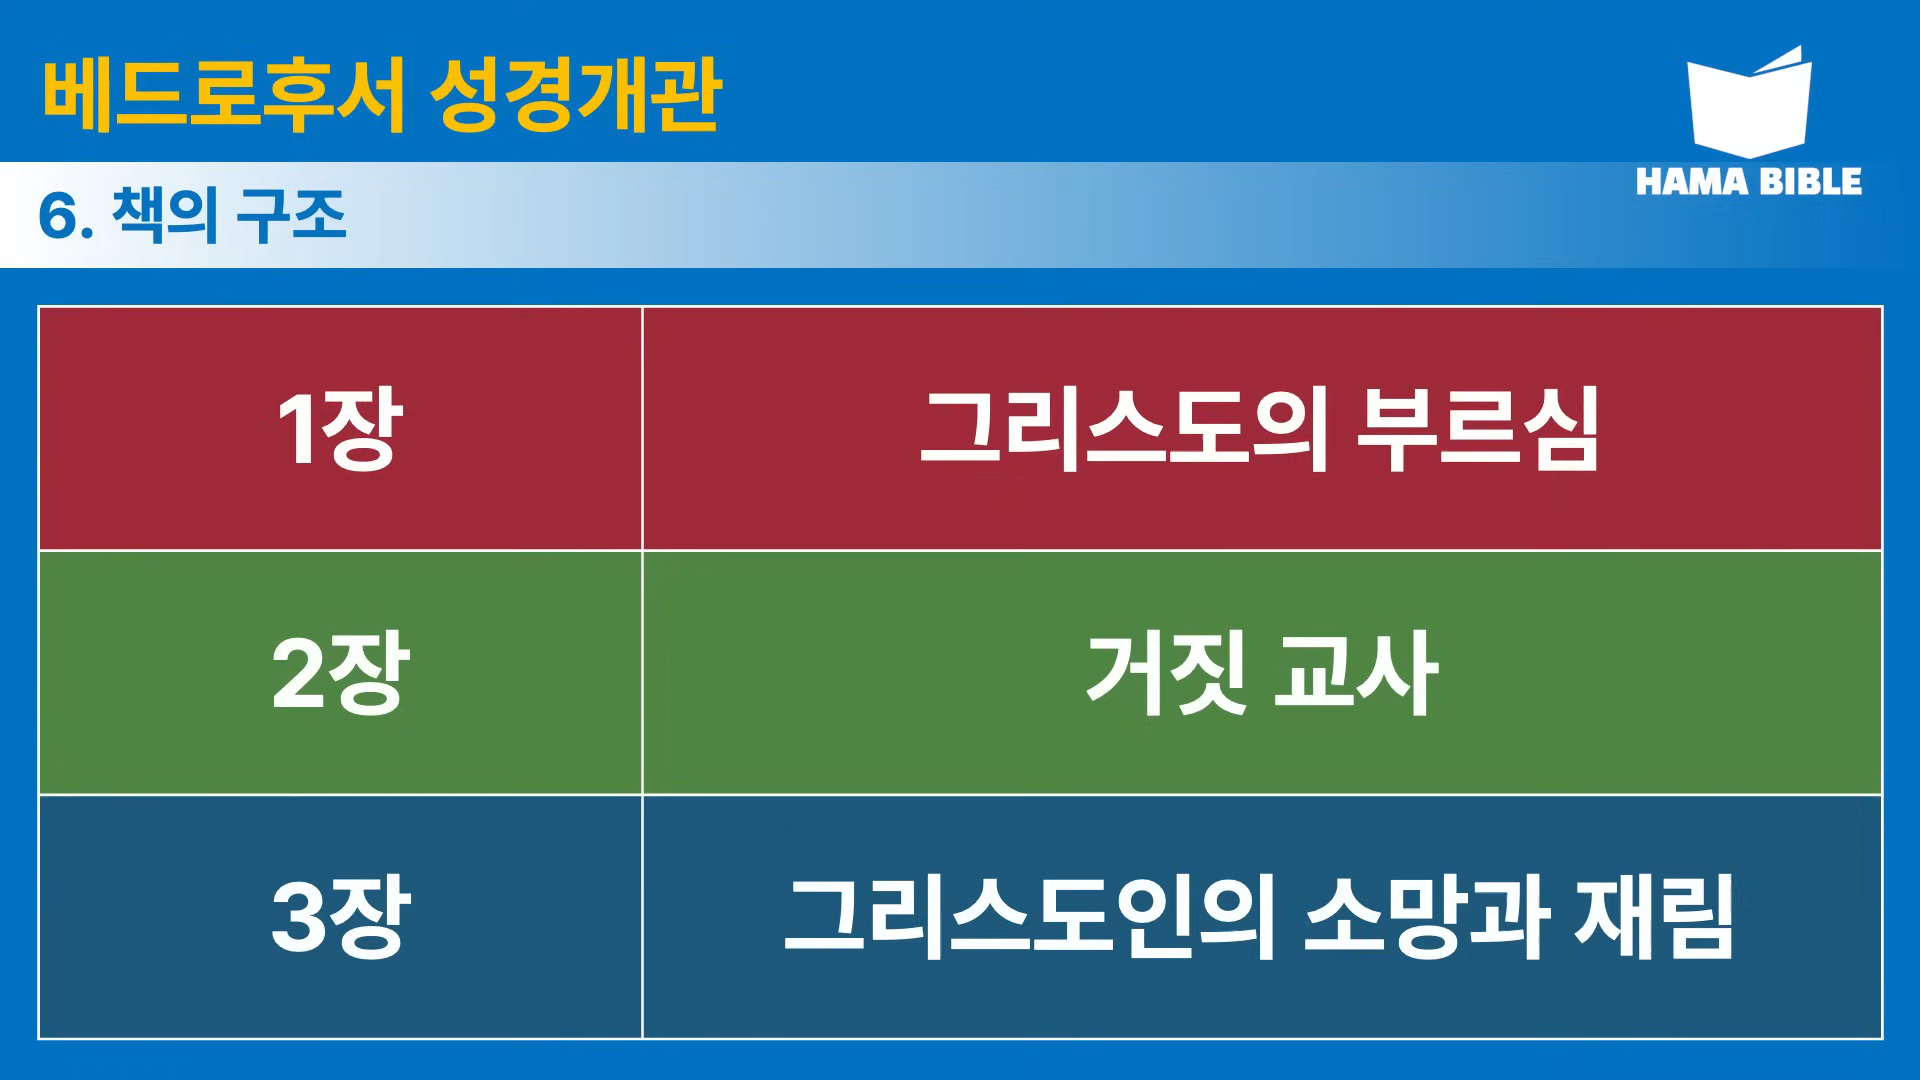 베드로후서 성경개관
HAMA BIBLE
6. 책의 구조
1장 그리스도의 부르심
2장 거짓 교사
3장 그리스도인의 소망과 재림